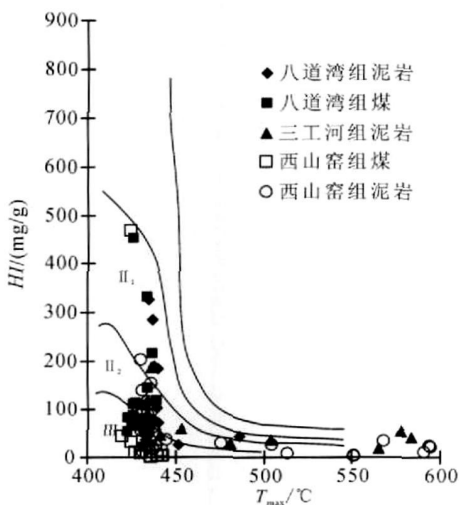 900
800
700
600
500
400
300
200
100
0
HI/(mg/g)
◆ 八道湾组泥岩
■ 八道湾组煤
▲ 三工河组泥岩
□ 西山窑组煤
○ 西山窑组泥岩
II₁
II₂
III
400 450 500 550 600
Tmax/℃